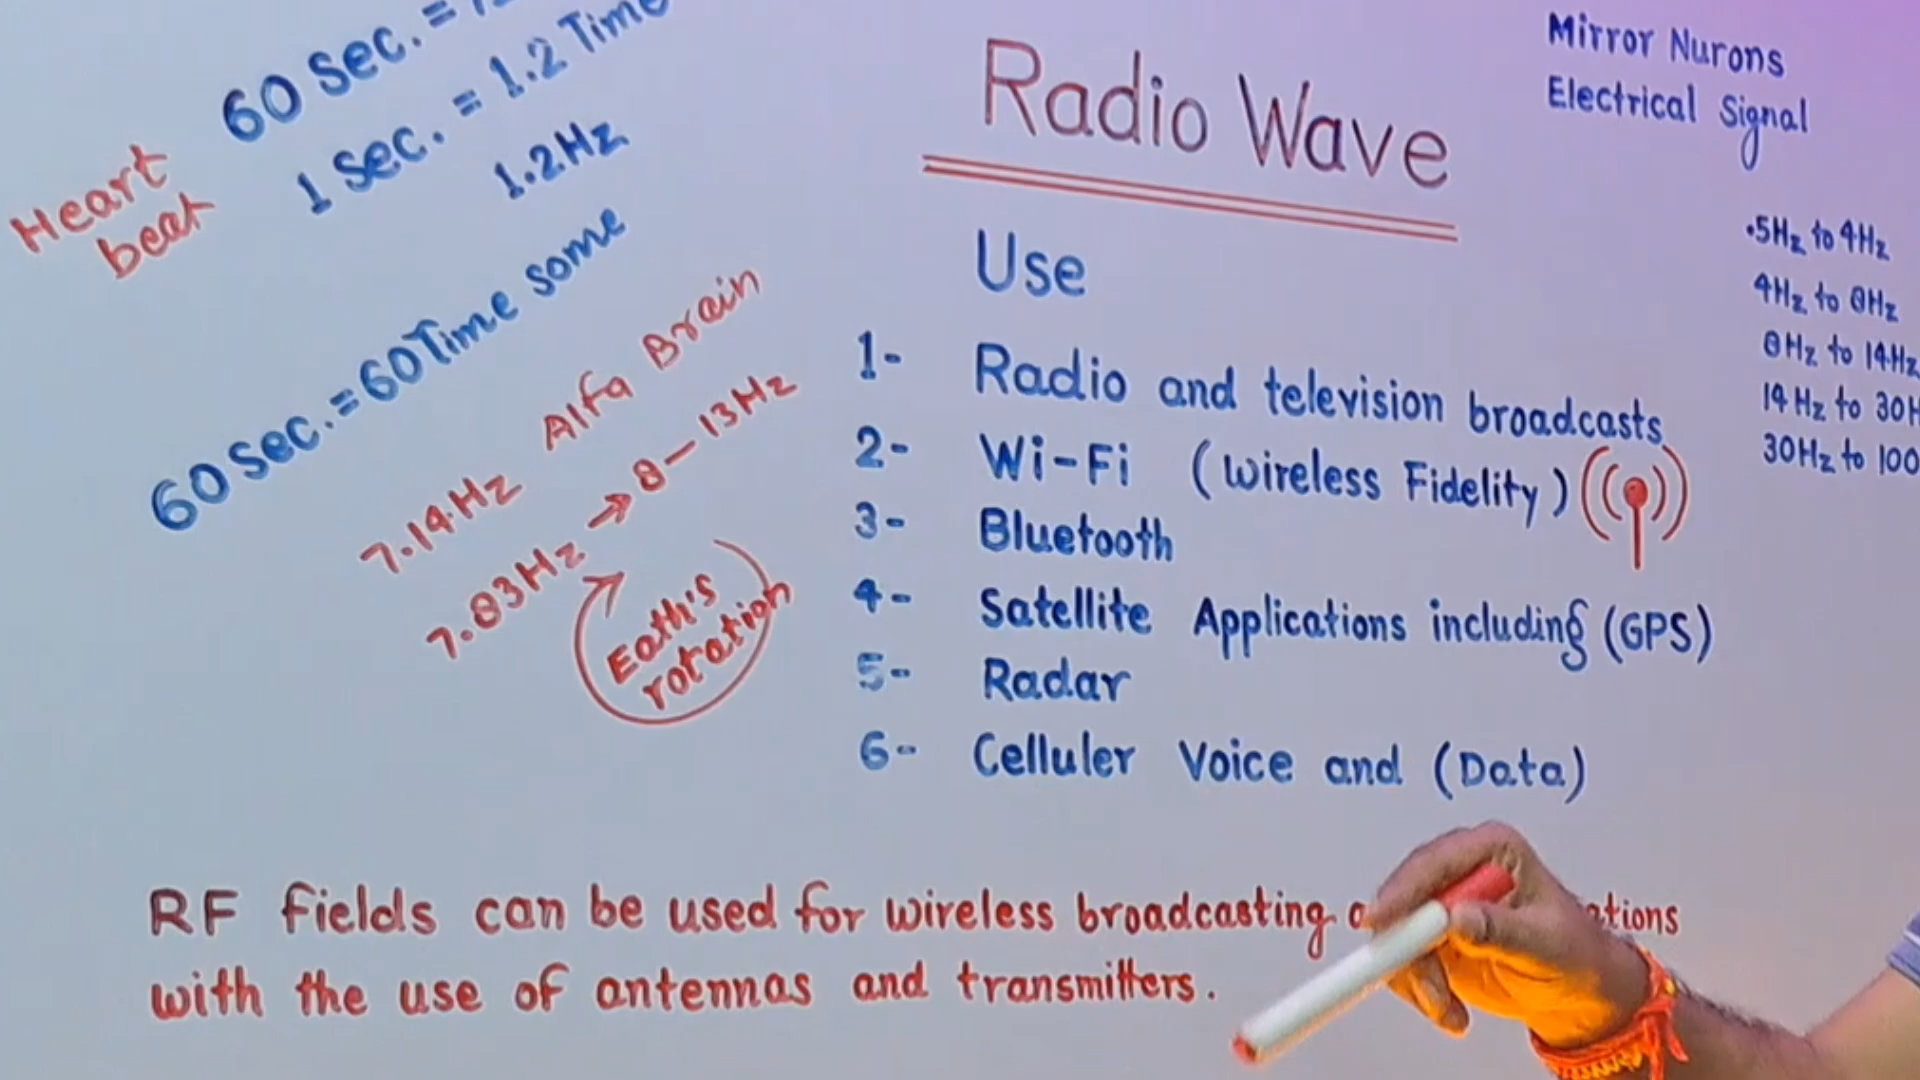 60 Sec. =
1 Sec. = 1.2 Time
1.2Hz
Heart
beat
60 Sec. = 60 Time some
7.14Hz Alfa Brain
7.83Hz → 8 – 13Hz
Eath's
rotation
Radio Wave
Use
1- Radio and television broadcasts
2- Wi-Fi (Wireless Fidelity)
3- Bluetooth
4- Satellite Applications including (GPS)
5- Radar
6- Celluler Voice and (Data)
Mirror Nurons
Electrical Signal
.5Hz to 4Hz
4Hz to 8Hz
8Hz to 14Hz
14Hz to 30H
30Hz to 100
RF fields can be used for wireless broadcasting
with the use of antennas and transmitters.